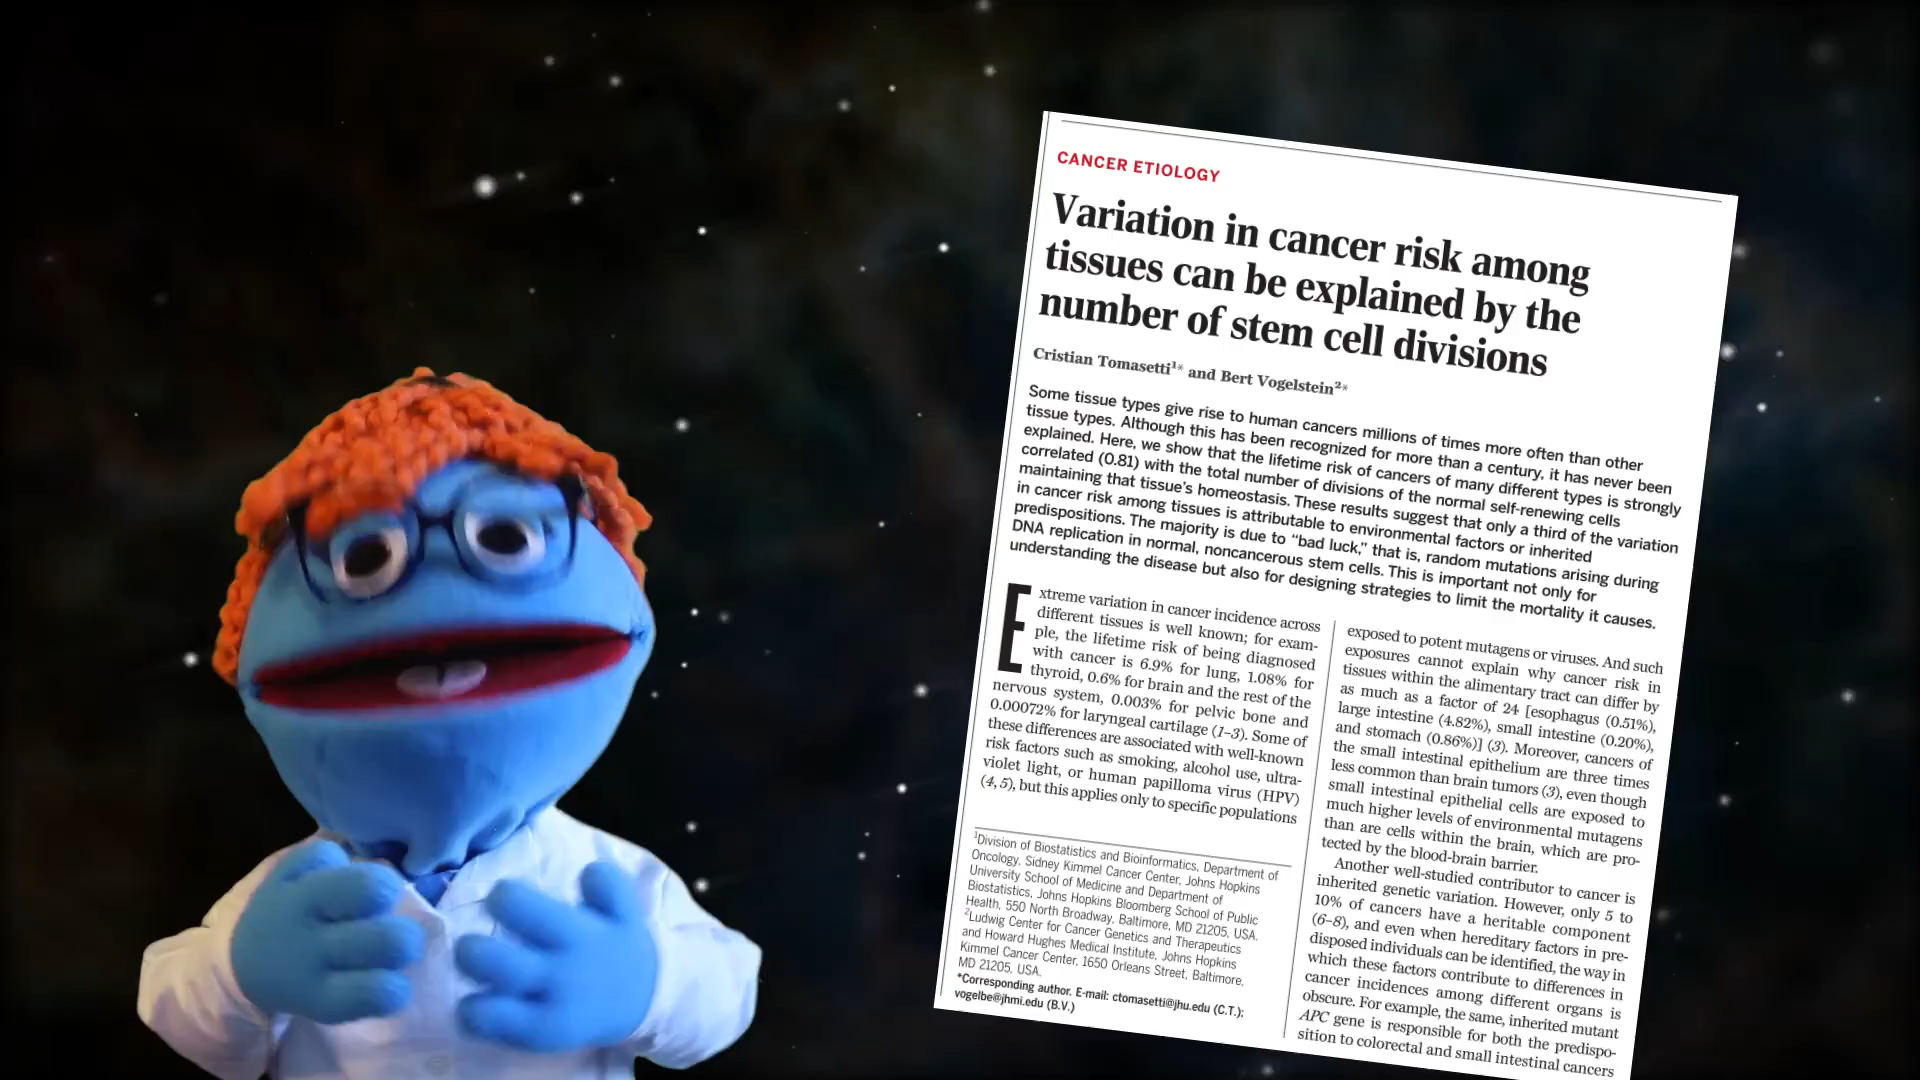 CANCER ETIOLOGY
Variation in cancer risk among
tissues can be explained by the
number of stem cell divisions
Cristian Tomasetti¹* and Bert Vogelstein²*
Some tissue types give rise to human cancers millions of times more often than other
tissue types. Although this has been recognized for more than a century, it has never been
explained. Here, we show that the lifetime risk of cancers of many different types is strongly
correlated (0.81) with the total number of divisions of the normal self-renewing cells
maintaining that tissue's homeostasis. These results suggest that only a third of the variation
in cancer risk among tissues is attributable to environmental factors or inherited
predispositions. The majority is due to “bad luck,” that is, random mutations arising during
DNA replication in normal, noncancerous stem cells. This is important not only for
understanding the disease but also for designing strategies to limit the mortality it causes.
Extreme variation in cancer incidence across
different tissues is well known; for exam-
ple, the lifetime risk of being diagnosed
with cancer is 6.9% for lung, 1.08% for
thyroid, 0.6% for brain and the rest of the
nervous system, 0.003% for pelvic bone and
0.00072% for laryngeal cartilage (1–3). Some of
these differences are associated with well-known
risk factors such as smoking, alcohol use, ultra-
violet light, or human papilloma virus (HPV)
(4, 5), but this applies only to specific populations
¹Division of Biostatistics and Bioinformatics, Department of
Oncology, Sidney Kimmel Cancer Center, Johns Hopkins
University School of Medicine and Department of
Biostatistics, Johns Hopkins Bloomberg School of Public
Health, 550 North Broadway, Baltimore, MD 21205, USA.
²Ludwig Center for Cancer Genetics and Therapeutics
and Howard Hughes Medical Institute, Johns Hopkins
Kimmel Cancer Center, 1650 Orleans Street, Baltimore,
MD 21205, USA.
*Corresponding author. E-mail: ctomasetti@jhu.edu (C.T.);
vogelbe@jhmi.edu (B.V.)
exposed to potent mutagens or viruses. And such
exposures cannot explain why cancer risk in
tissues within the alimentary tract can differ by
as much as a factor of 24 [esophagus (0.51%),
large intestine (4.82%), small intestine (0.20%),
and stomach (0.86%)] (3). Moreover, cancers of
the small intestinal epithelium are three times
less common than brain tumors (3), even though
small intestinal epithelial cells are exposed to
much higher levels of environmental mutagens
than are cells within the brain, which are pro-
tected by the blood-brain barrier.
Another well-studied contributor to cancer is
inherited genetic variation. However, only 5 to
10% of cancers have a heritable component
(6–8), and even when hereditary factors in pre-
disposed individuals can be identified, the way in
which these factors contribute to differences in
cancer incidences among different organs is
obscure. For example, the same, inherited mutant
APC gene is responsible for both the predispo-
sition to colorectal and small intestinal cancers